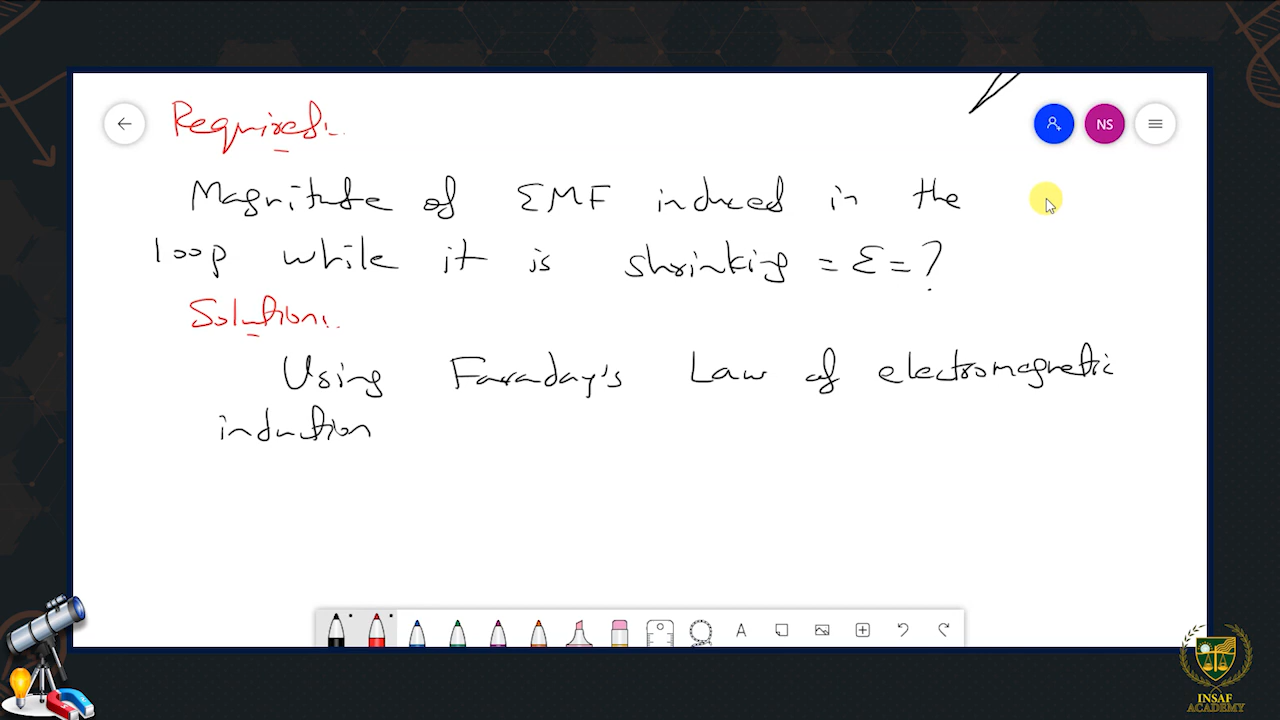 Required:
NS
Magnitude of EMF induced in the
loop while it is shrinking = ε = ?
Solution:
Using Faraday's Law of electromagnetic
induction
A
INSAF
ACADEMY